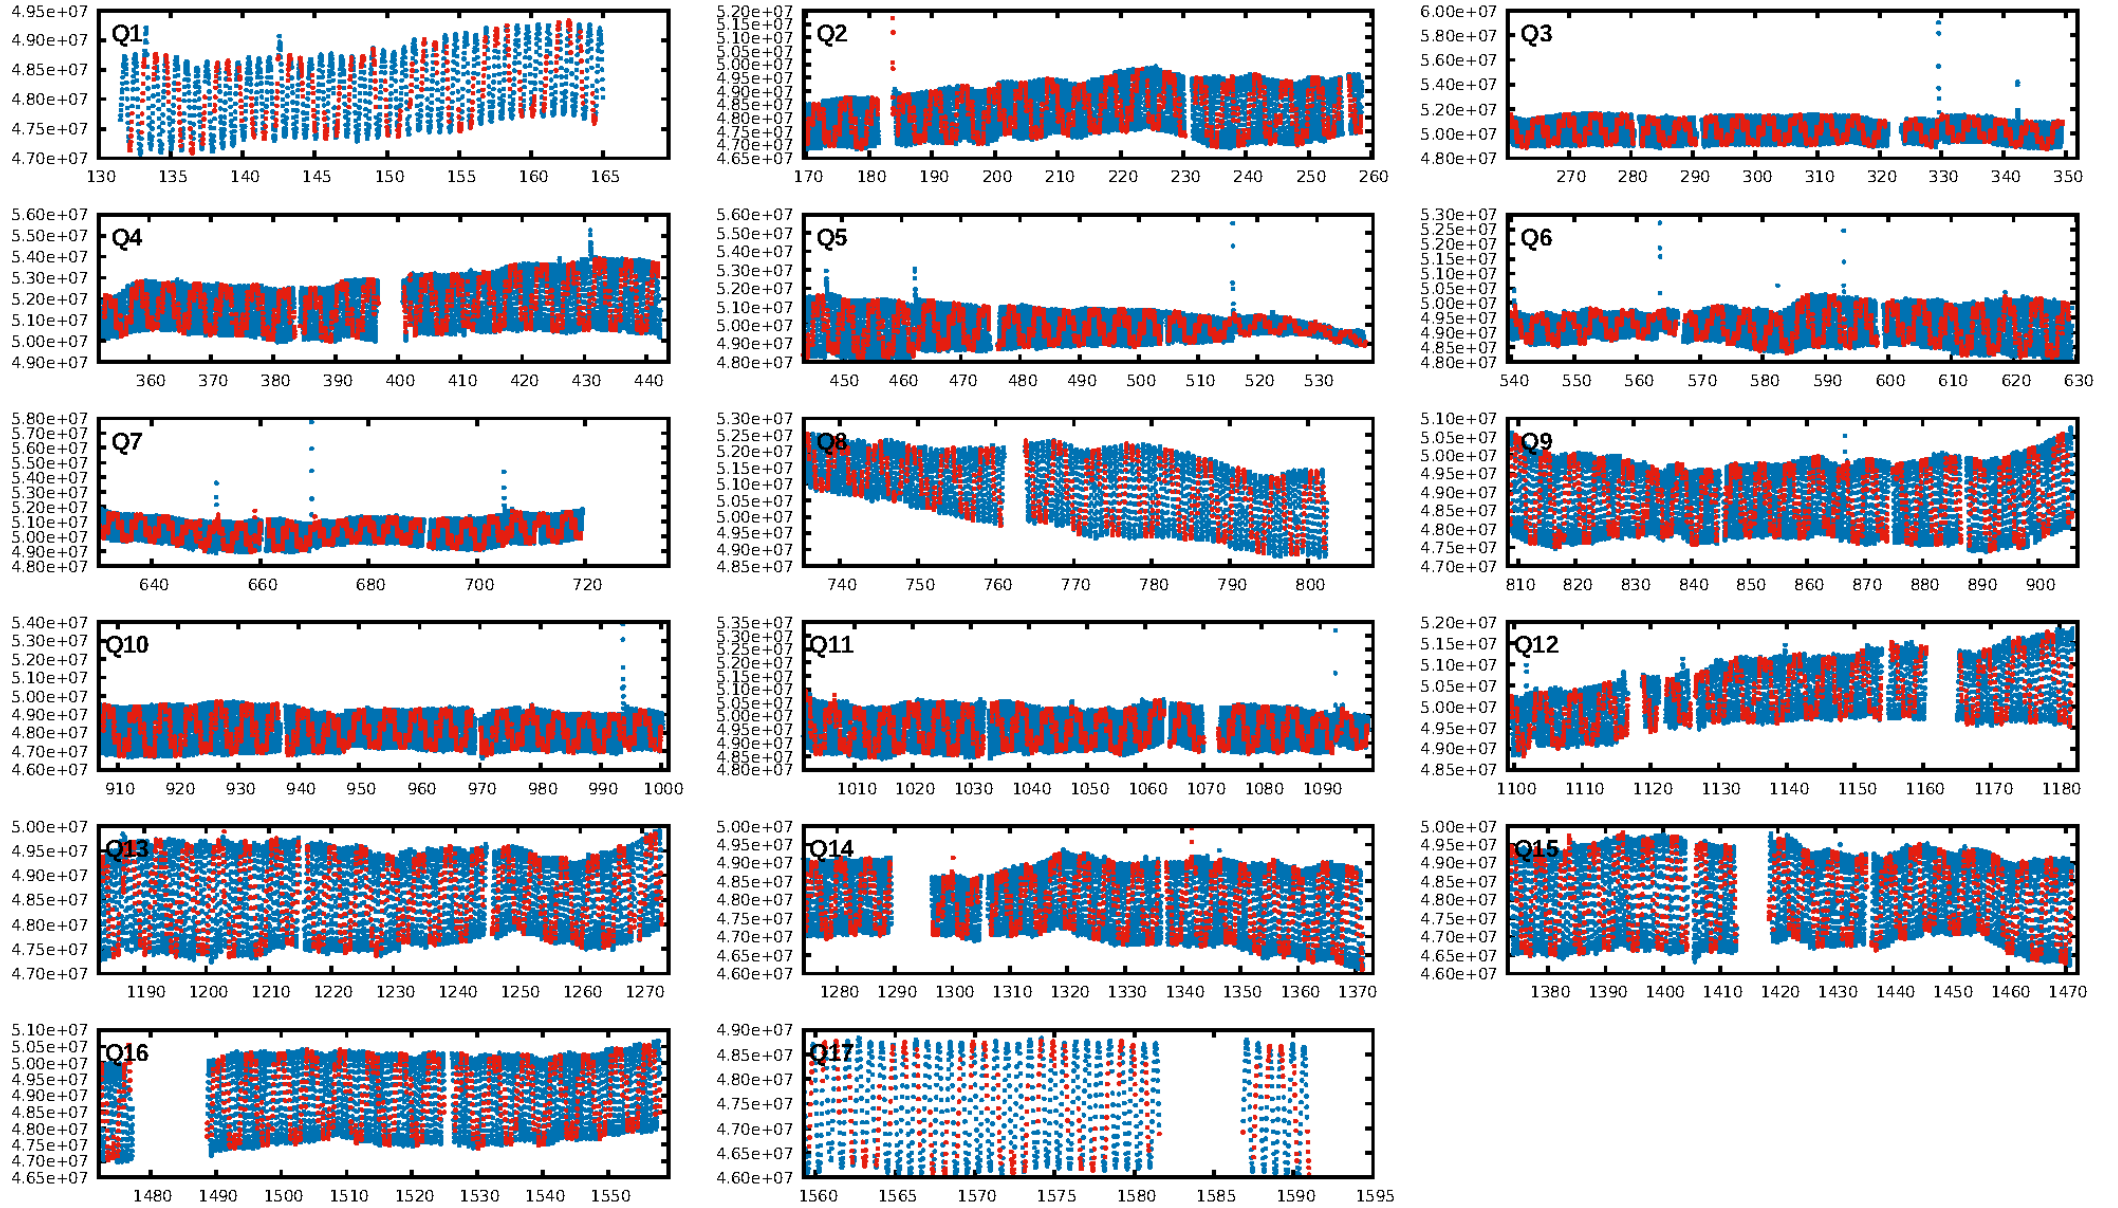 4.95e+07
4.90e+07
4.85e+07
4.80e+07
4.75e+07
4.70e+07
Q1
130 135 140 145 150 155 160 165
5.20e+07
5.15e+07
5.10e+07
5.05e+07
5.00e+07
4.95e+07
4.90e+07
4.85e+07
4.80e+07
4.75e+07
4.70e+07
4.65e+07
Q2
170 180 190 200 210 220 230 240 250 260
6.00e+07
5.80e+07
5.60e+07
5.40e+07
5.20e+07
5.00e+07
4.80e+07
Q3
270 280 290 300 310 320 330 340 350
5.60e+07
5.50e+07
5.40e+07
5.30e+07
5.20e+07
5.10e+07
5.00e+07
4.90e+07
Q4
360 370 380 390 400 410 420 430 440
5.60e+07
5.50e+07
5.40e+07
5.30e+07
5.20e+07
5.10e+07
5.00e+07
4.90e+07
4.80e+07
Q5
450 460 470 480 490 500 510 520 530
5.30e+07
5.25e+07
5.20e+07
5.15e+07
5.10e+07
5.05e+07
5.00e+07
4.95e+07
4.90e+07
4.85e+07
4.80e+07
Q6
540 550 560 570 580 590 600 610 620 630
5.80e+07
5.70e+07
5.60e+07
5.50e+07
5.40e+07
5.30e+07
5.20e+07
5.10e+07
5.00e+07
4.90e+07
4.80e+07
Q7
640 660 680 700 720
5.30e+07
5.25e+07
5.20e+07
5.15e+07
5.10e+07
5.05e+07
5.00e+07
4.95e+07
4.90e+07
4.85e+07
Q8
740 750 760 770 780 790 800
5.10e+07
5.05e+07
5.00e+07
4.95e+07
4.90e+07
4.85e+07
4.80e+07
4.75e+07
4.70e+07
Q9
810 820 830 840 850 860 870 880 890 900
5.40e+07
5.30e+07
5.20e+07
5.10e+07
5.00e+07
4.90e+07
4.80e+07
4.70e+07
4.60e+07
Q10
910 920 930 940 950 960 970 980 990 1000
5.35e+07
5.30e+07
5.25e+07
5.20e+07
5.15e+07
5.10e+07
5.05e+07
5.00e+07
4.95e+07
4.90e+07
4.85e+07
4.80e+07
Q11
1010 1020 1030 1040 1050 1060 1070 1080 1090
5.20e+07
5.15e+07
5.10e+07
5.05e+07
5.00e+07
4.95e+07
4.90e+07
4.85e+07
Q12
1100 1110 1120 1130 1140 1150 1160 1170 1180
5.00e+07
4.95e+07
4.90e+07
4.85e+07
4.80e+07
4.75e+07
4.70e+07
Q13
1190 1200 1210 1220 1230 1240 1250 1260 1270
5.00e+07
4.95e+07
4.90e+07
4.85e+07
4.80e+07
4.75e+07
4.70e+07
4.65e+07
4.60e+07
Q14
1280 1290 1300 1310 1320 1330 1340 1350 1360 1370
5.00e+07
4.95e+07
4.90e+07
4.85e+07
4.80e+07
4.75e+07
4.70e+07
4.65e+07
4.60e+07
Q15
1380 1390 1400 1410 1420 1430 1440 1450 1460 1470
5.10e+07
5.05e+07
5.00e+07
4.95e+07
4.90e+07
4.85e+07
4.80e+07
4.75e+07
4.70e+07
4.65e+07
Q16
1480 1490 1500 1510 1520 1530 1540 1550
4.90e+07
4.85e+07
4.80e+07
4.75e+07
4.70e+07
4.65e+07
4.60e+07
Q17
1560 1565 1570 1575 1580 1585 1590 1595